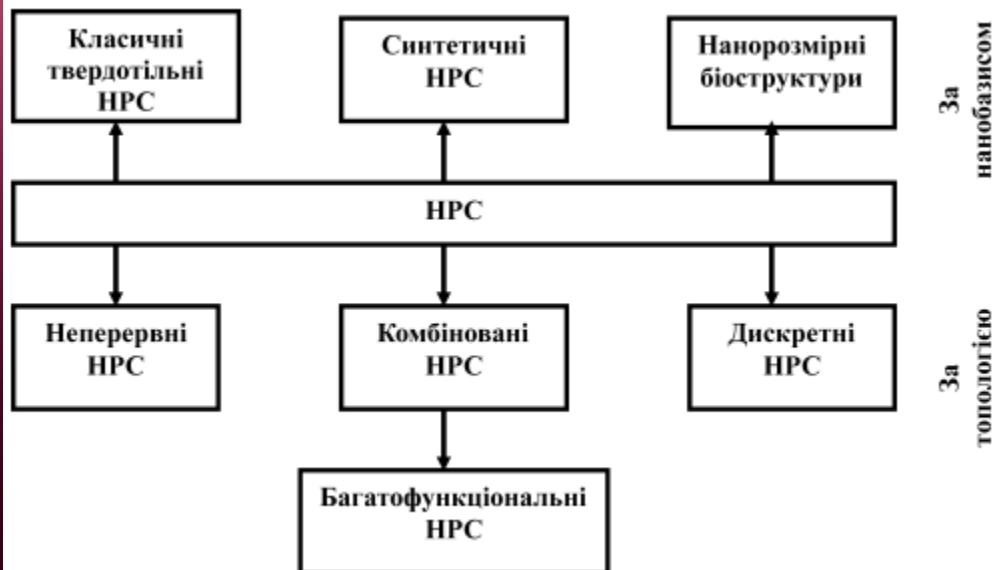 Класичні
твердотільні
НРС
Синтетичні
НРС
Нанорозмірні
біоструктури
За
нанобазисом
НРС
Неперервні
НРС
Комбіновані
НРС
Дискретні
НРС
За
топологією
Багатофункціональні
НРС